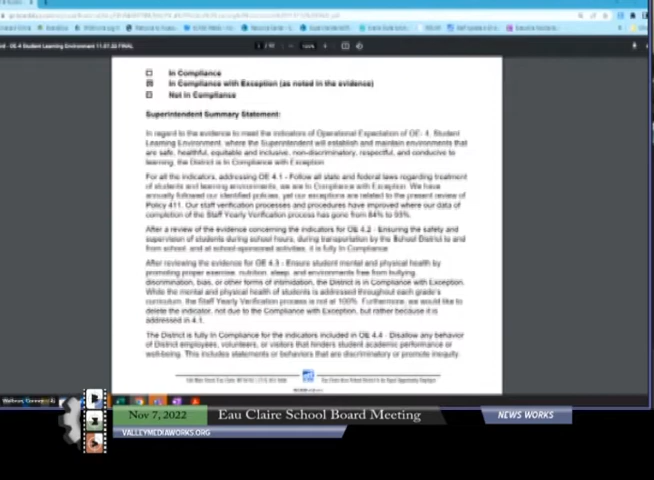 OE-4 Student Learning Environment 11.07.22 FINAL
In Compliance
In Compliance with Exception (as noted in the evidence)
Not in Compliance
Superintendent Summary Statement:
In regard to the evidence to meet the indicators of Operational Expectation of OE- 4, Student
Learning Environment, where the Superintendent will establish and maintain environments that
are safe, healthful, equitable and inclusive, non-discriminatory, respectful, and conducive to
learning, the District is In Compliance with Exception
For all the indicators, addressing OE 4.1 - Follow all state and federal laws regarding treatment
of students and learning environments, we are In Compliance with Exception. We have
annually followed our identified policies, yet our exceptions are related to the present review of
Policy 411. Our staff verification processes and procedures have improved where our data of
completion of the Staff Yearly Verification process has gone from 84% to 93%.
After a review of the evidence concerning the indicators for OE 4.2 - Ensuring the safety and
supervision of students during school hours, during transportation by the School District to and
from school, and at school-sponsored activities, it is fully In Compliance
After reviewing the evidence for OE 4.3 - Ensure student mental and physical health by
promoting proper exercise, nutrition, sleep, and environments free from bullying,
discrimination, bias, or other forms of intimidation, the District is in Compliance with Exception.
While the mental and physical health of students is addressed throughout each grade's
curriculum, the Staff Yearly Verification process is not at 100%. Furthermore, we would like to
delete the indicator, not due to the Compliance with Exception, but rather because it is
addressed in 4.1.
The District is fully In Compliance for the indicators included in OE 4.4 - Disallow any behavior
of District employees, volunteers, or visitors that hinders student academic performance or
well-being. This includes statements or behaviors that are discriminatory or promote inequity.
Nov 7, 2022
Eau Claire School Board Meeting
NEWS WORKS
VALLEYMEDIAWORKS.ORG